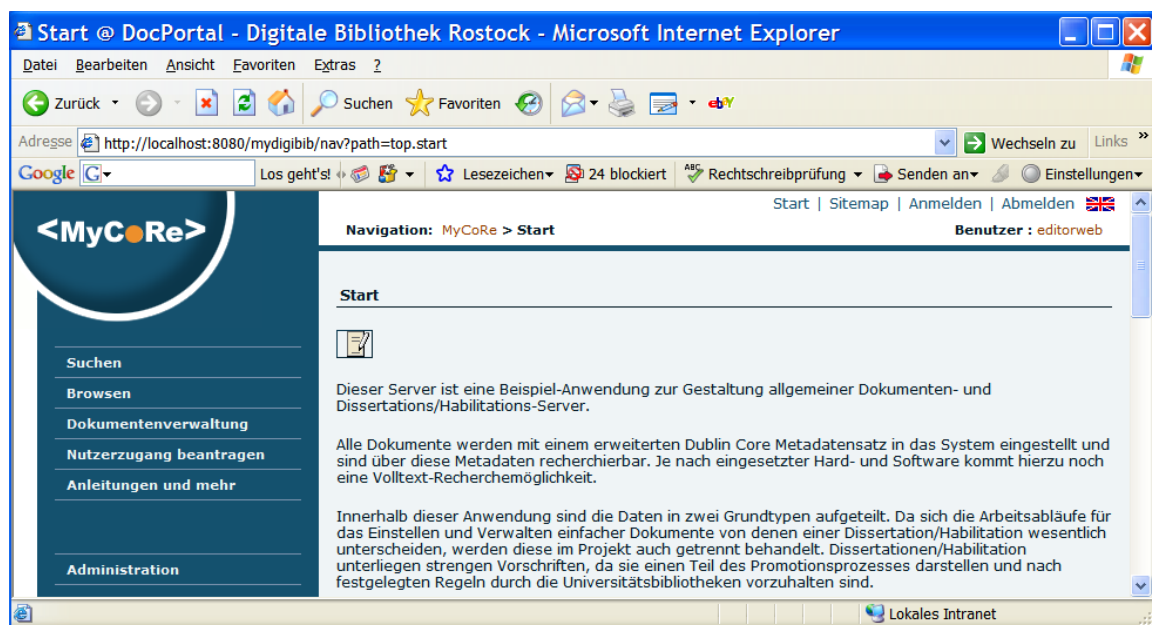 Start @ DocPortal - Digitale Bibliothek Rostock - Microsoft Internet Explorer
Datei Bearbeiten Ansicht Favoriten Extras ?
Zurück Suchen Favoriten ebY
Adresse http://localhost:8080/mydigibib/nav?path=top.start Wechseln zu Links »
Google G Los geht's! 24 blockiert Lesezeichen ABC Rechtschreibprüfung Senden an Einstellungen
Start | Sitemap | Anmelden | Abmelden
<MyCoRe>
Navigation: MyCoRe > Start Benutzer : editorweb
Start
Suchen
Browsen
Dokumentenverwaltung
Nutzerzugang beantragen
Anleitungen und mehr
Administration
Dieser Server ist eine Beispiel-Anwendung zur Gestaltung allgemeiner Dokumenten- und
Dissertations/Habilitations-Server.
Alle Dokumente werden mit einem erweiterten Dublin Core Metadatensatz in das System eingestellt und
sind über diese Metadaten recherchierbar. Je nach eingesetzter Hard- und Software kommt hierzu noch
eine Volltext-Recherchemöglichkeit.
Innerhalb dieser Anwendung sind die Daten in zwei Grundtypen aufgeteilt. Da sich die Arbeitsabläufe für
das Einstellen und Verwalten einfacher Dokumente von denen einer Dissertation/Habilitation wesentlich
unterscheiden, werden diese im Projekt auch getrennt behandelt. Dissertationen/Habilitation
unterliegen strengen Vorschriften, da sie einen Teil des Promotionsprozesses darstellen und nach
festgelegten Regeln durch die Universitätsbibliotheken vorzuhalten sind.
Lokales Intranet